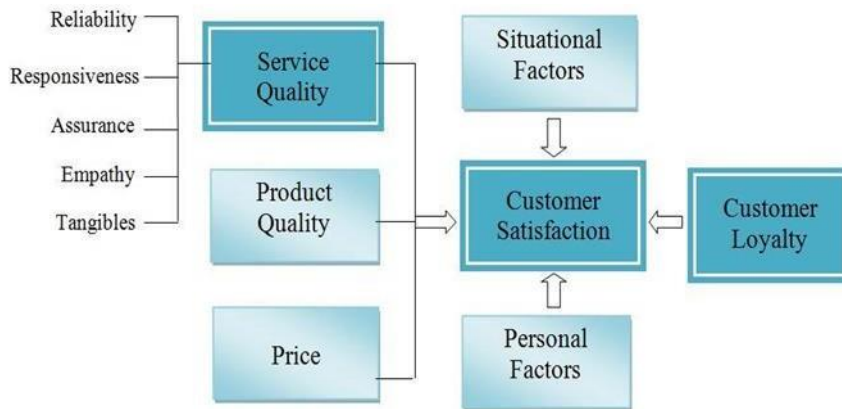 Reliability
Responsiveness
Assurance
Empathy
Tangibles
Service
Quality
Product
Quality
Price
Situational
Factors
Customer
Satisfaction
Personal
Factors
Customer
Loyalty